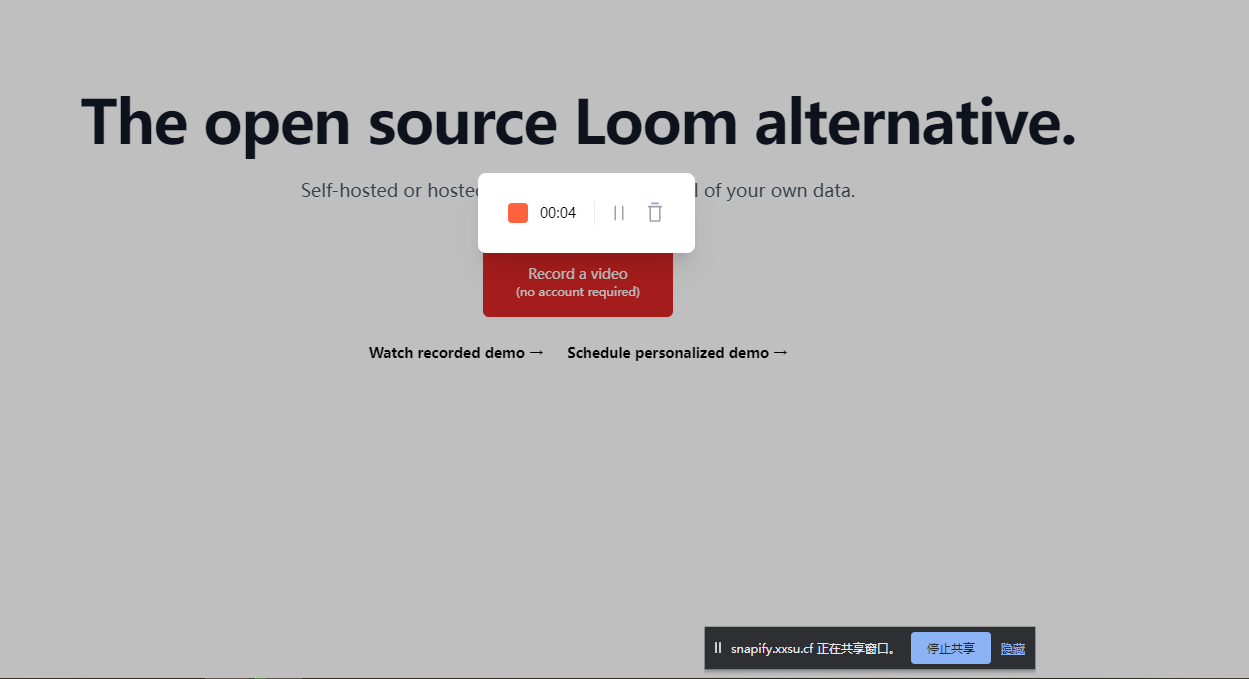 The open source Loom alternative.
Self-hosted or hosted of your own data.
00:04
Record a video
(no account required)
Watch recorded demo → Schedule personalized demo →
snapify.xxsu.cf 正在共享窗口。 停止共享 隐藏